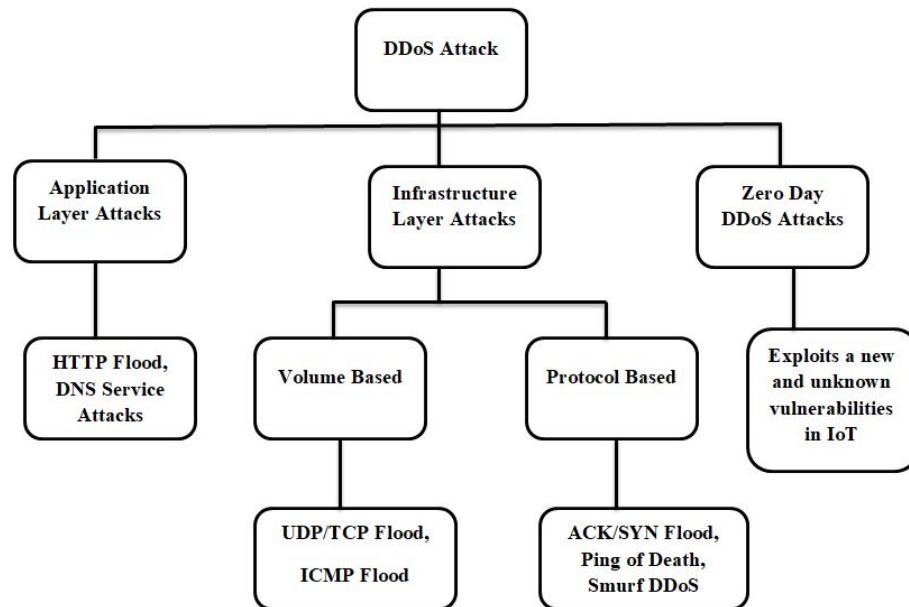 DDoS Attack
Application
Layer Attacks
Infrastructure
Layer Attacks
Zero Day
DDoS Attacks
HTTP Flood,
DNS Service
Attacks
Volume Based
Protocol Based
Exploits a new
and unknown
vulnerabilities
in IoT
UDP/TCP Flood,
ICMP Flood
ACK/SYN Flood,
Ping of Death,
Smurf DDoS